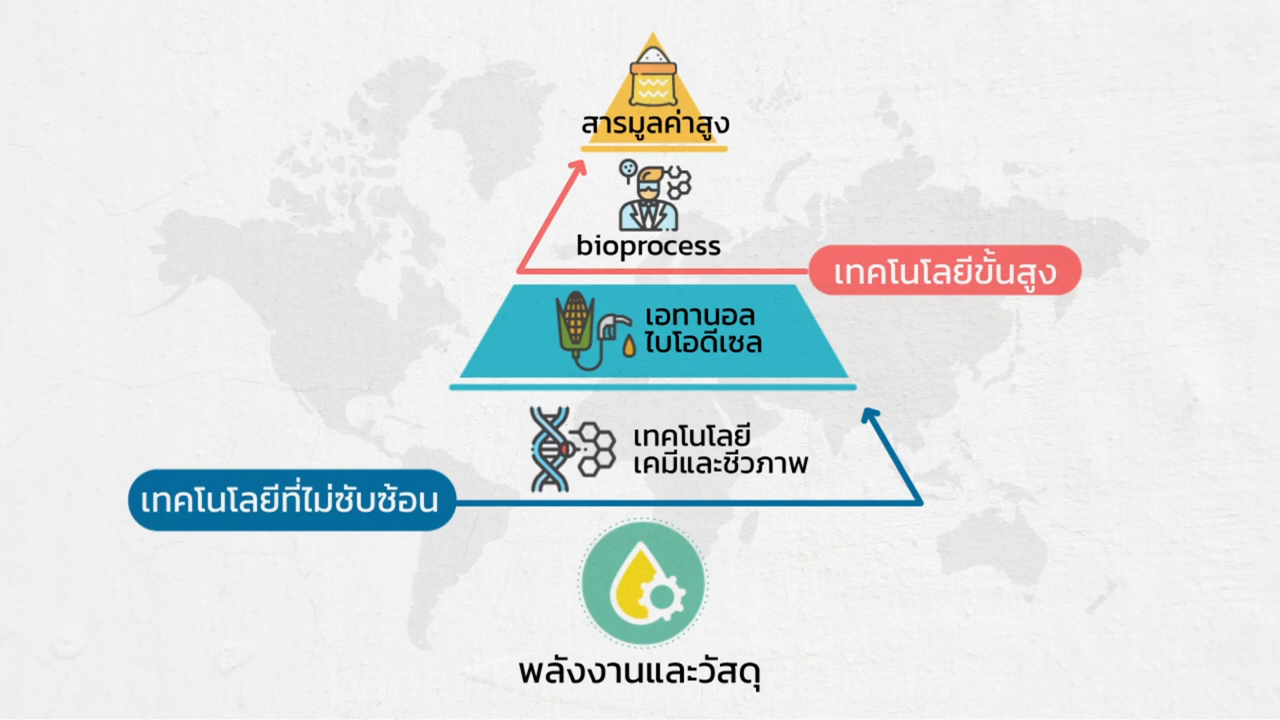 สารมูลค่าสูง
bioprocess
เทคโนโลยีขั้นสูง
เอทานอล
ไบโอดีเซล
เทคโนโลยี
เคมีและชีวภาพ
เทคโนโลยีที่ไม่ซับซ้อน
พลังงานและวัสดุ